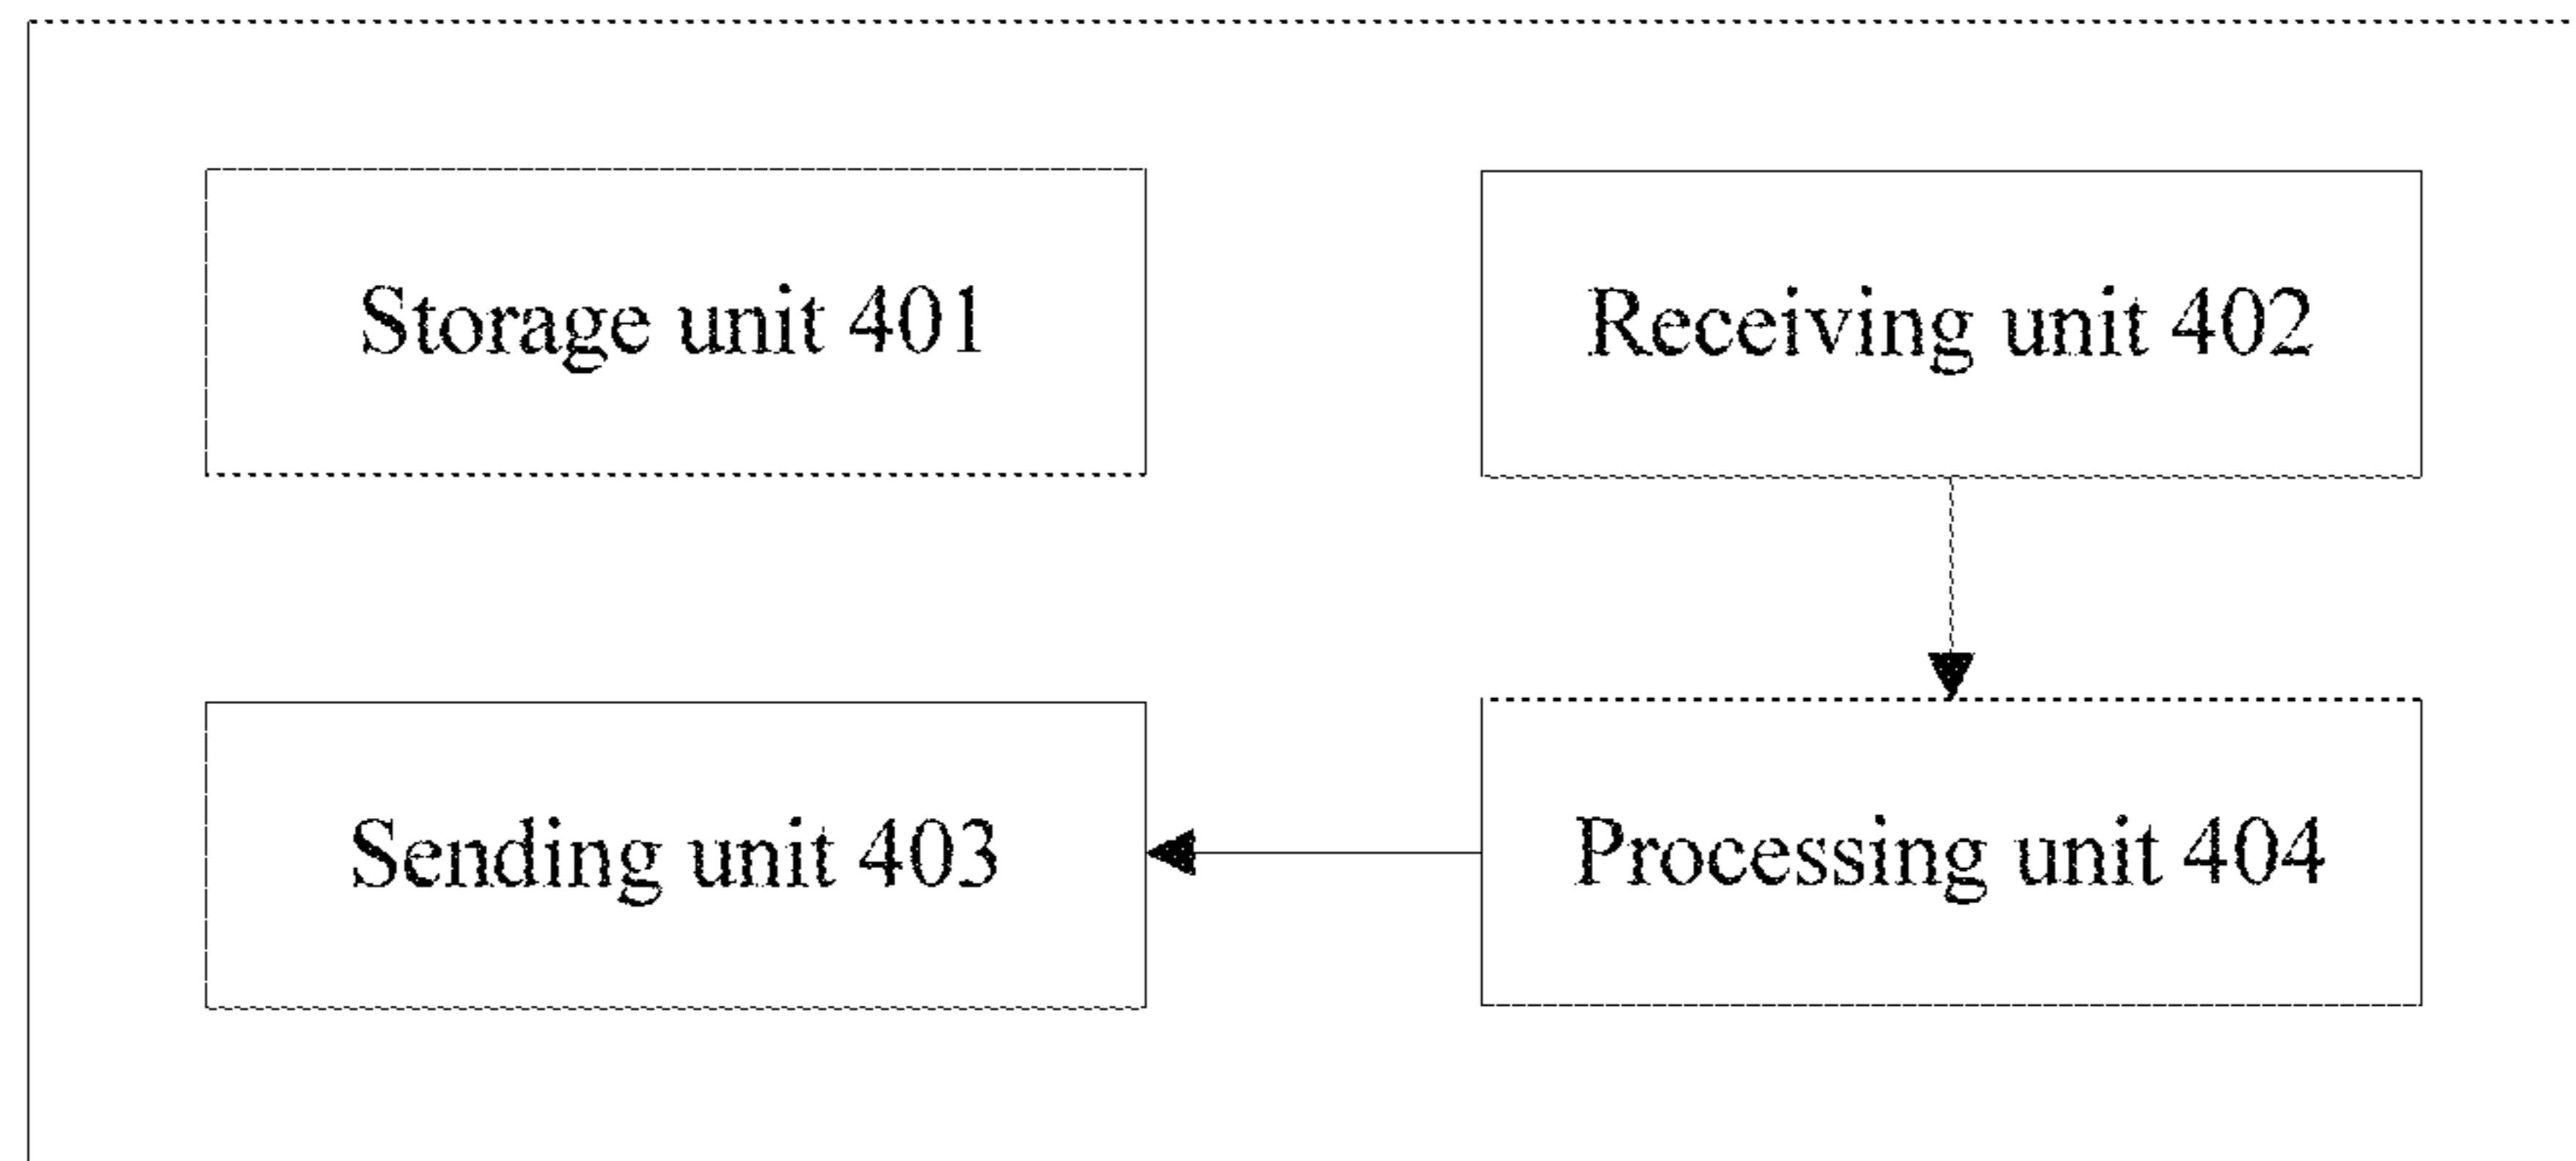 Storage unit 401
Receiving unit 402
Sending unit 403
Processing unit 404